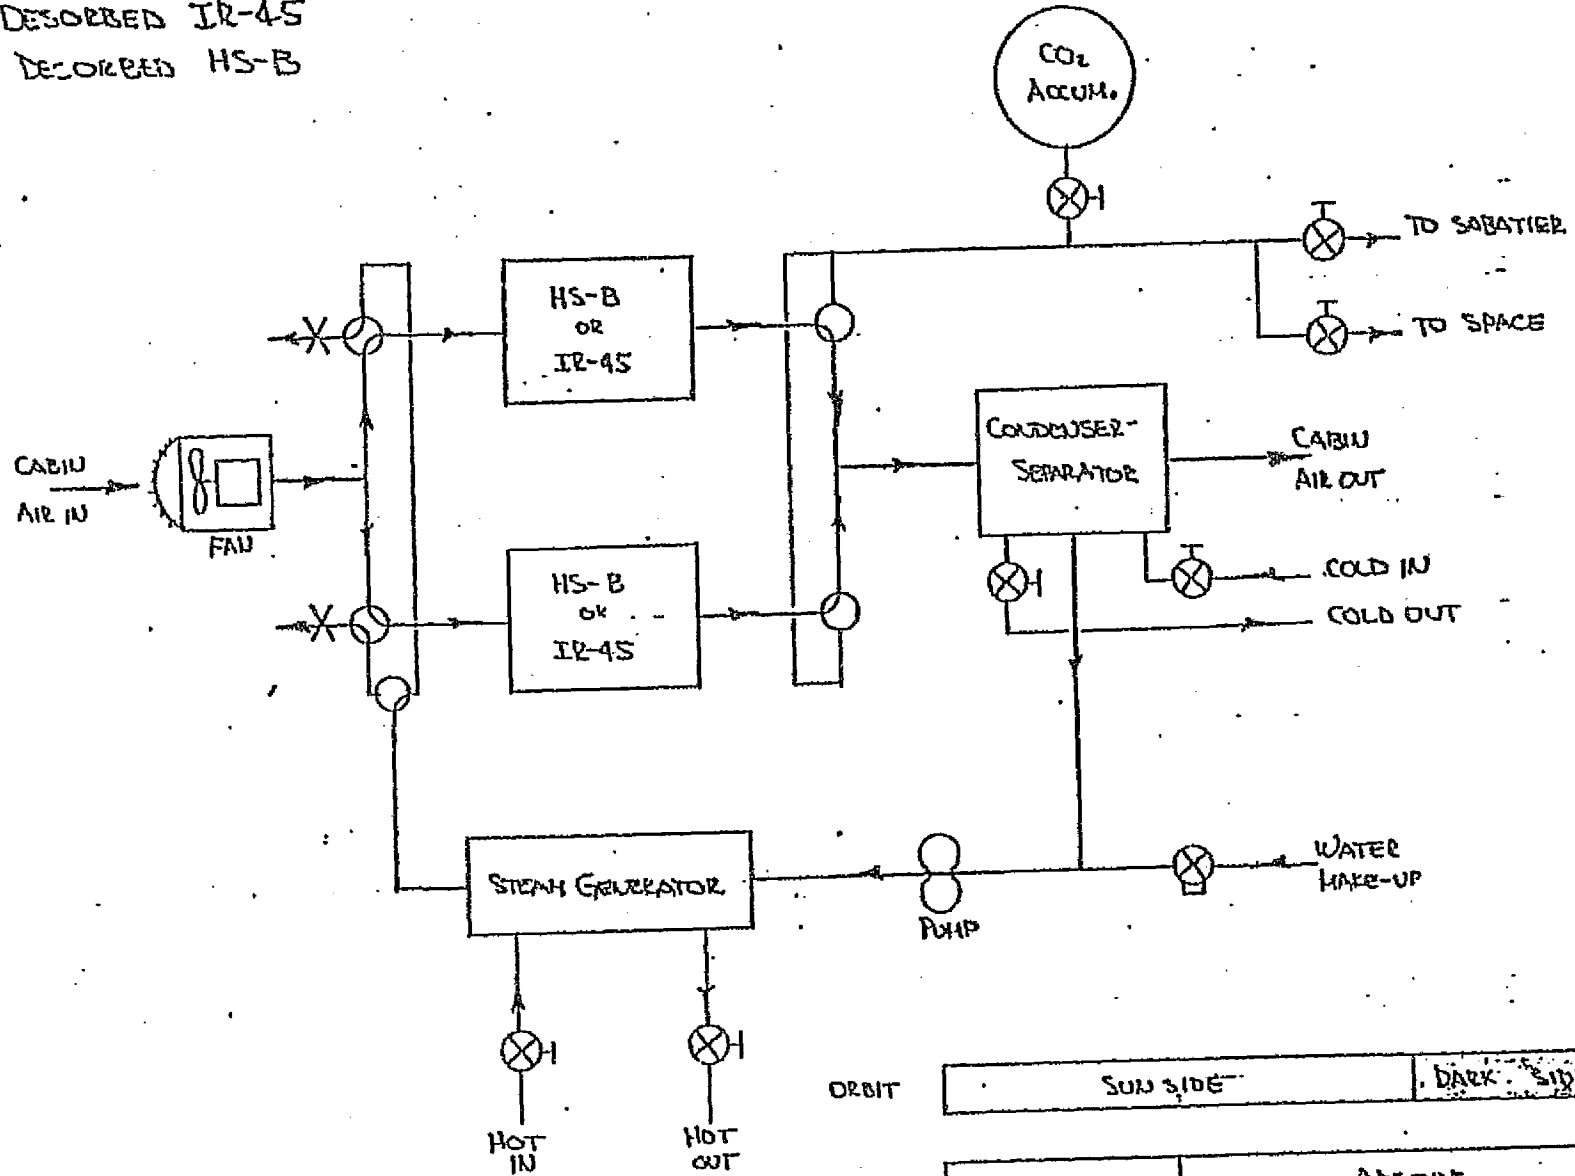 DESORBED IR-45
DESORBED HS-B
CO2
ACCUM.
TO SABATIER
TO SPACE
HS-B
OR
IR-45
CONDENSER-
SEPARATOR
CABIN
AIR OUT
CABIN
AIR IN
FAN
HS-B
OR
IR-45
COLD IN
COLD OUT
STEAM GENERATOR
PUMP
WATER
MAKE-UP
HOT
IN
HOT
OUT
ORBIT
SUN SIDE
DARK SID